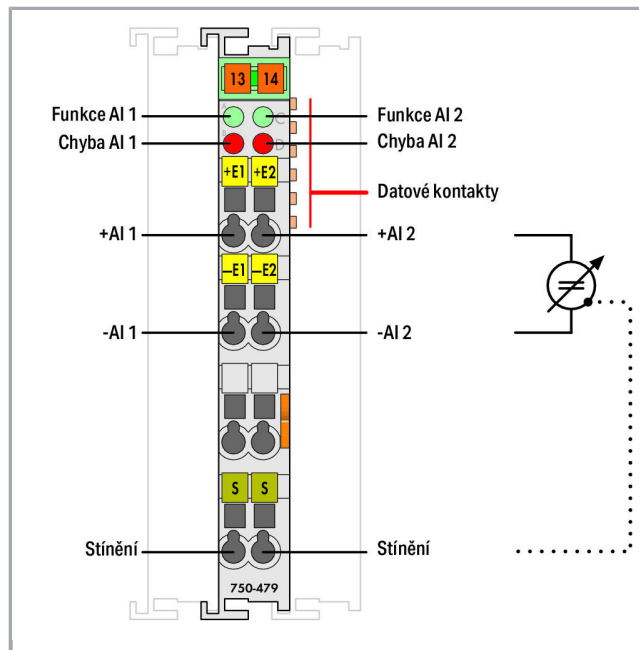 13 14
A C
Funkce AI 1 Funkce AI 2
Chyba AI 1 D Chyba AI 2
+E1 +E2
Datové kontakty
+AI 1 +AI 2
—E1 —E2
-AI 1 -AI 2
S S
Stínění Stínění
750-479